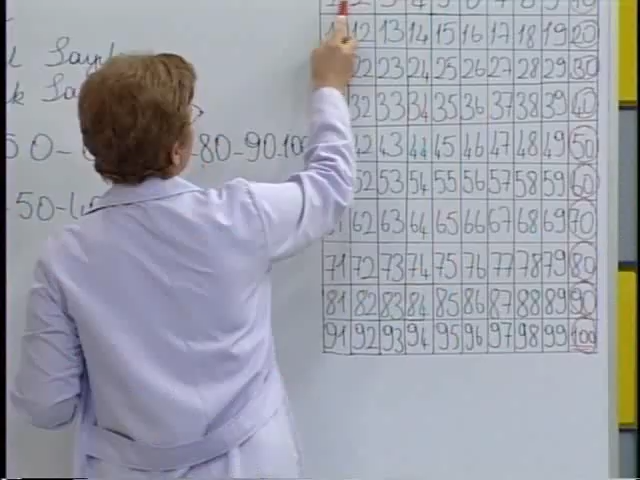 50-
80-90-100
-50-40
12 13 14 15 16 17 18 19 20
22 23 24 25 26 27 28 29 30
32 33 34 35 36 37 38 39 40
42 43 44 45 46 47 48 49 50
52 53 54 55 56 57 58 59 60
62 63 64 65 66 67 68 69 70
71 72 73 74 75 76 77 78 79 80
81 82 83 84 85 86 87 88 89 90
91 92 93 94 95 96 97 98 99 100